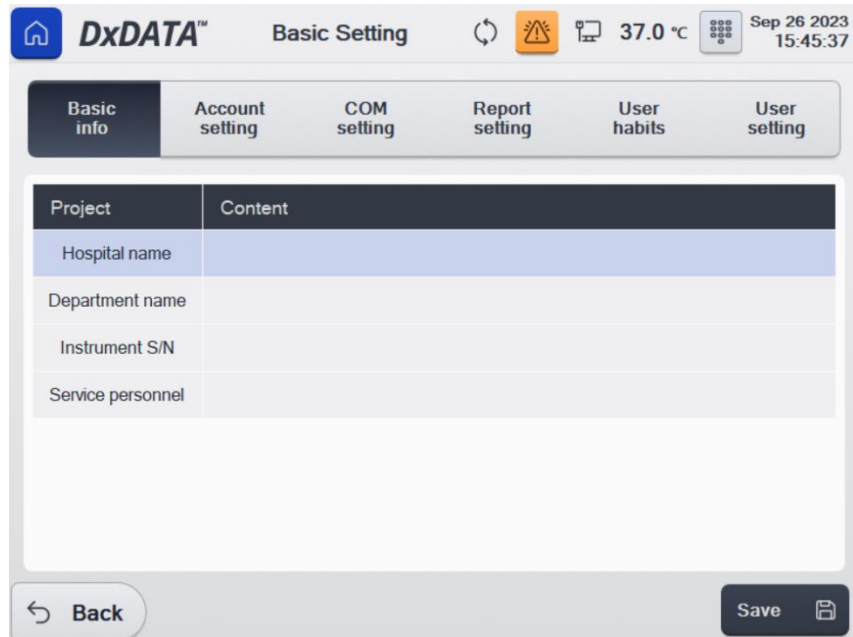 DxDATA™ Basic Setting 37.0 ℃ Sep 26 2023
15:45:37
Basic info
Account setting
COM setting
Report setting
User habits
User setting
Project Content
Hospital name
Department name
Instrument S/N
Service personnel
Back Save